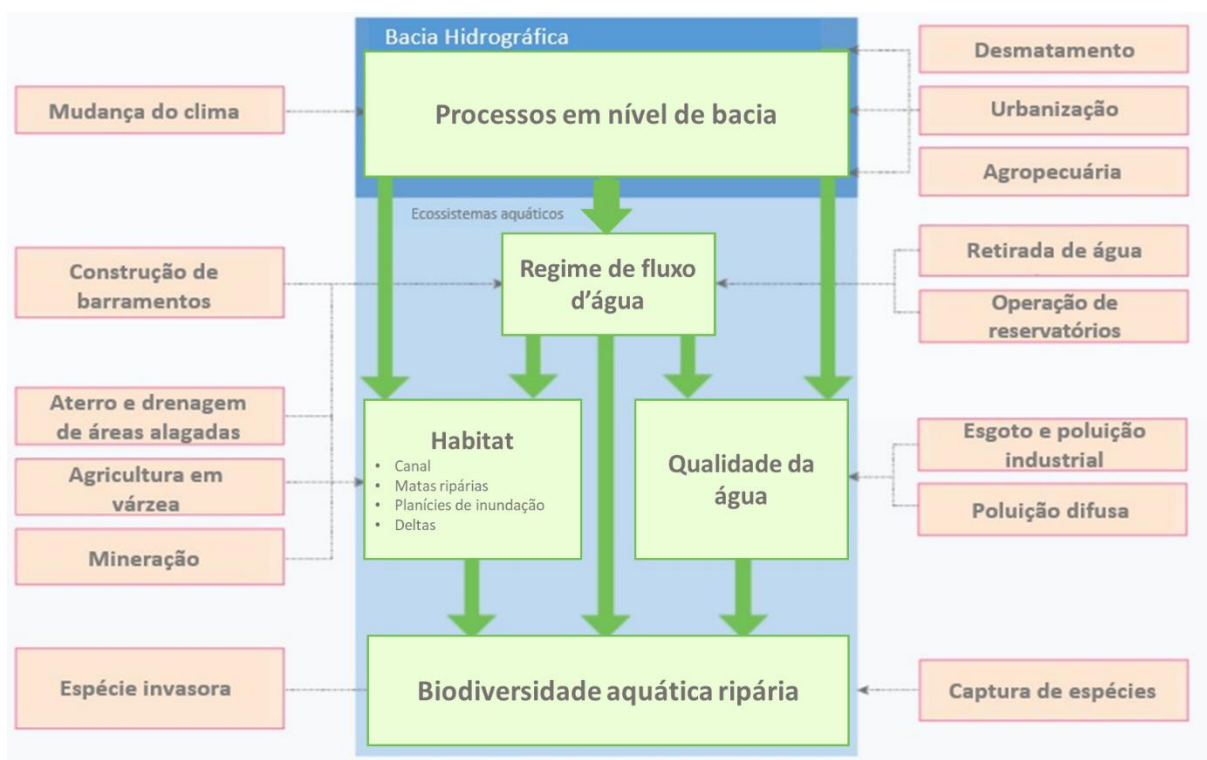 Bacia Hidrográfica
Processos em nível de bacia
Mudança do clima
Desmatamento
Urbanização
Agropecuária
Ecossistemas aquáticos
Regime de fluxo
d'água
Construção de
barramentos
Retirada de água
Operação de
reservatórios
Aterro e drenagem
de áreas alagadas
Agricultura em
várzea
Mineração
Habitat
• Canal
• Matas ripárias
• Planícies de inundação
• Deltas
Qualidade da
água
Esgoto e poluição
industrial
Poluição difusa
Espécie invasora
Biodiversidade aquática ripária
Captura de espécies